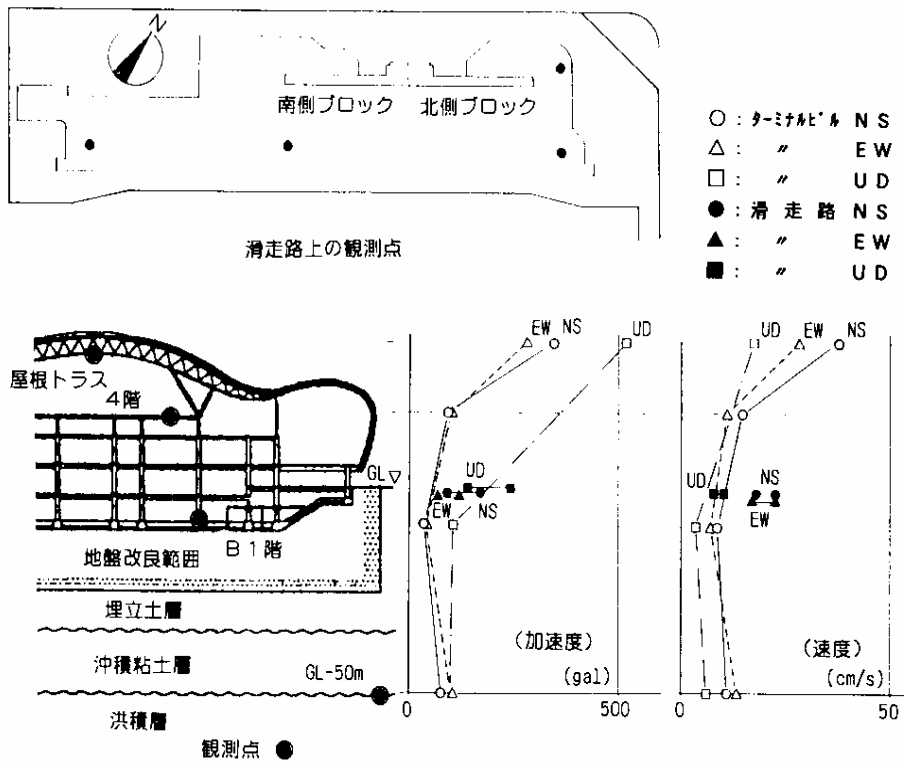 N
南側ブロック 北側ブロック
滑走路上の観測点
○ : ターミナルビル NS
△ : 〃 EW
□ : 〃 UD
● : 滑走路 NS
▲ : 〃 EW
■ : 〃 UD
屋根トラス
4階
GL ▽
B1階
地盤改良範囲
埋立土層
沖積粘土層
GL-50m
洪積層
観測点 ●
EW NS UD
UD
EW NS
(加速度)
(gal)
0 500
UD EW NS
UD NS
EW
(速度)
(cm/s)
0 50